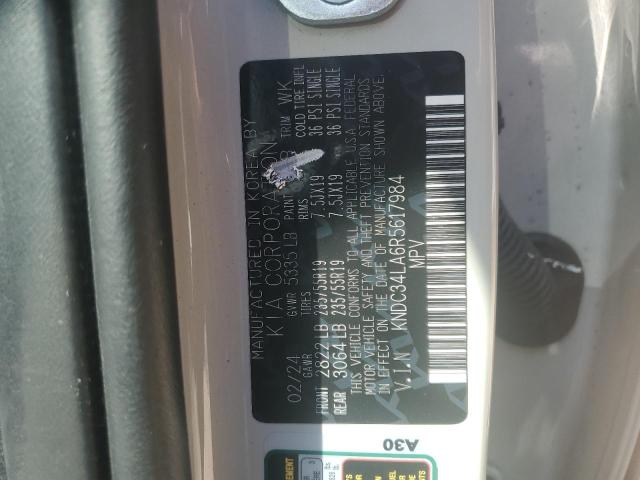 MANUFACTURED IN KOREA BY
KIA CORPORATION
02/24 GVWR 5335 LB PAINT TRIM WK
GAWR TIRES RIMS COLD TIRE INFL
FRONT 2822 LB 235/55R19 7.5JX19 36 PSI SINGLE
REAR 3064 LB 235/55R19 7.5JX19 36 PSI SINGLE
THIS VEHICLE CONFORMS TO ALL APPLICABLE U.S.A FEDERAL
MOTOR VEHICLE SAFETY AND THEFT PREVENTION STANDARDS
IN EFFECT ON THE DATE OF MANUFACTURE SHOWN ABOVE.
V.I.N KNDC34LA6R5617984
MPV
A30